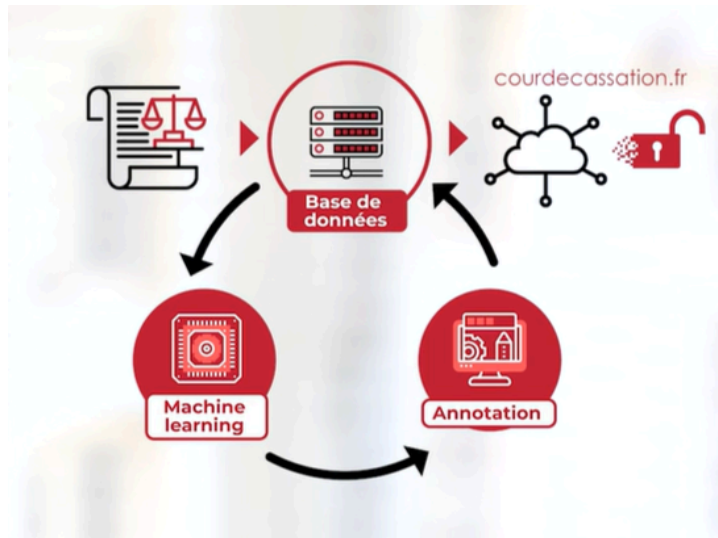 courdecassation.fr
Base de
données
Machine
learning
Annotation